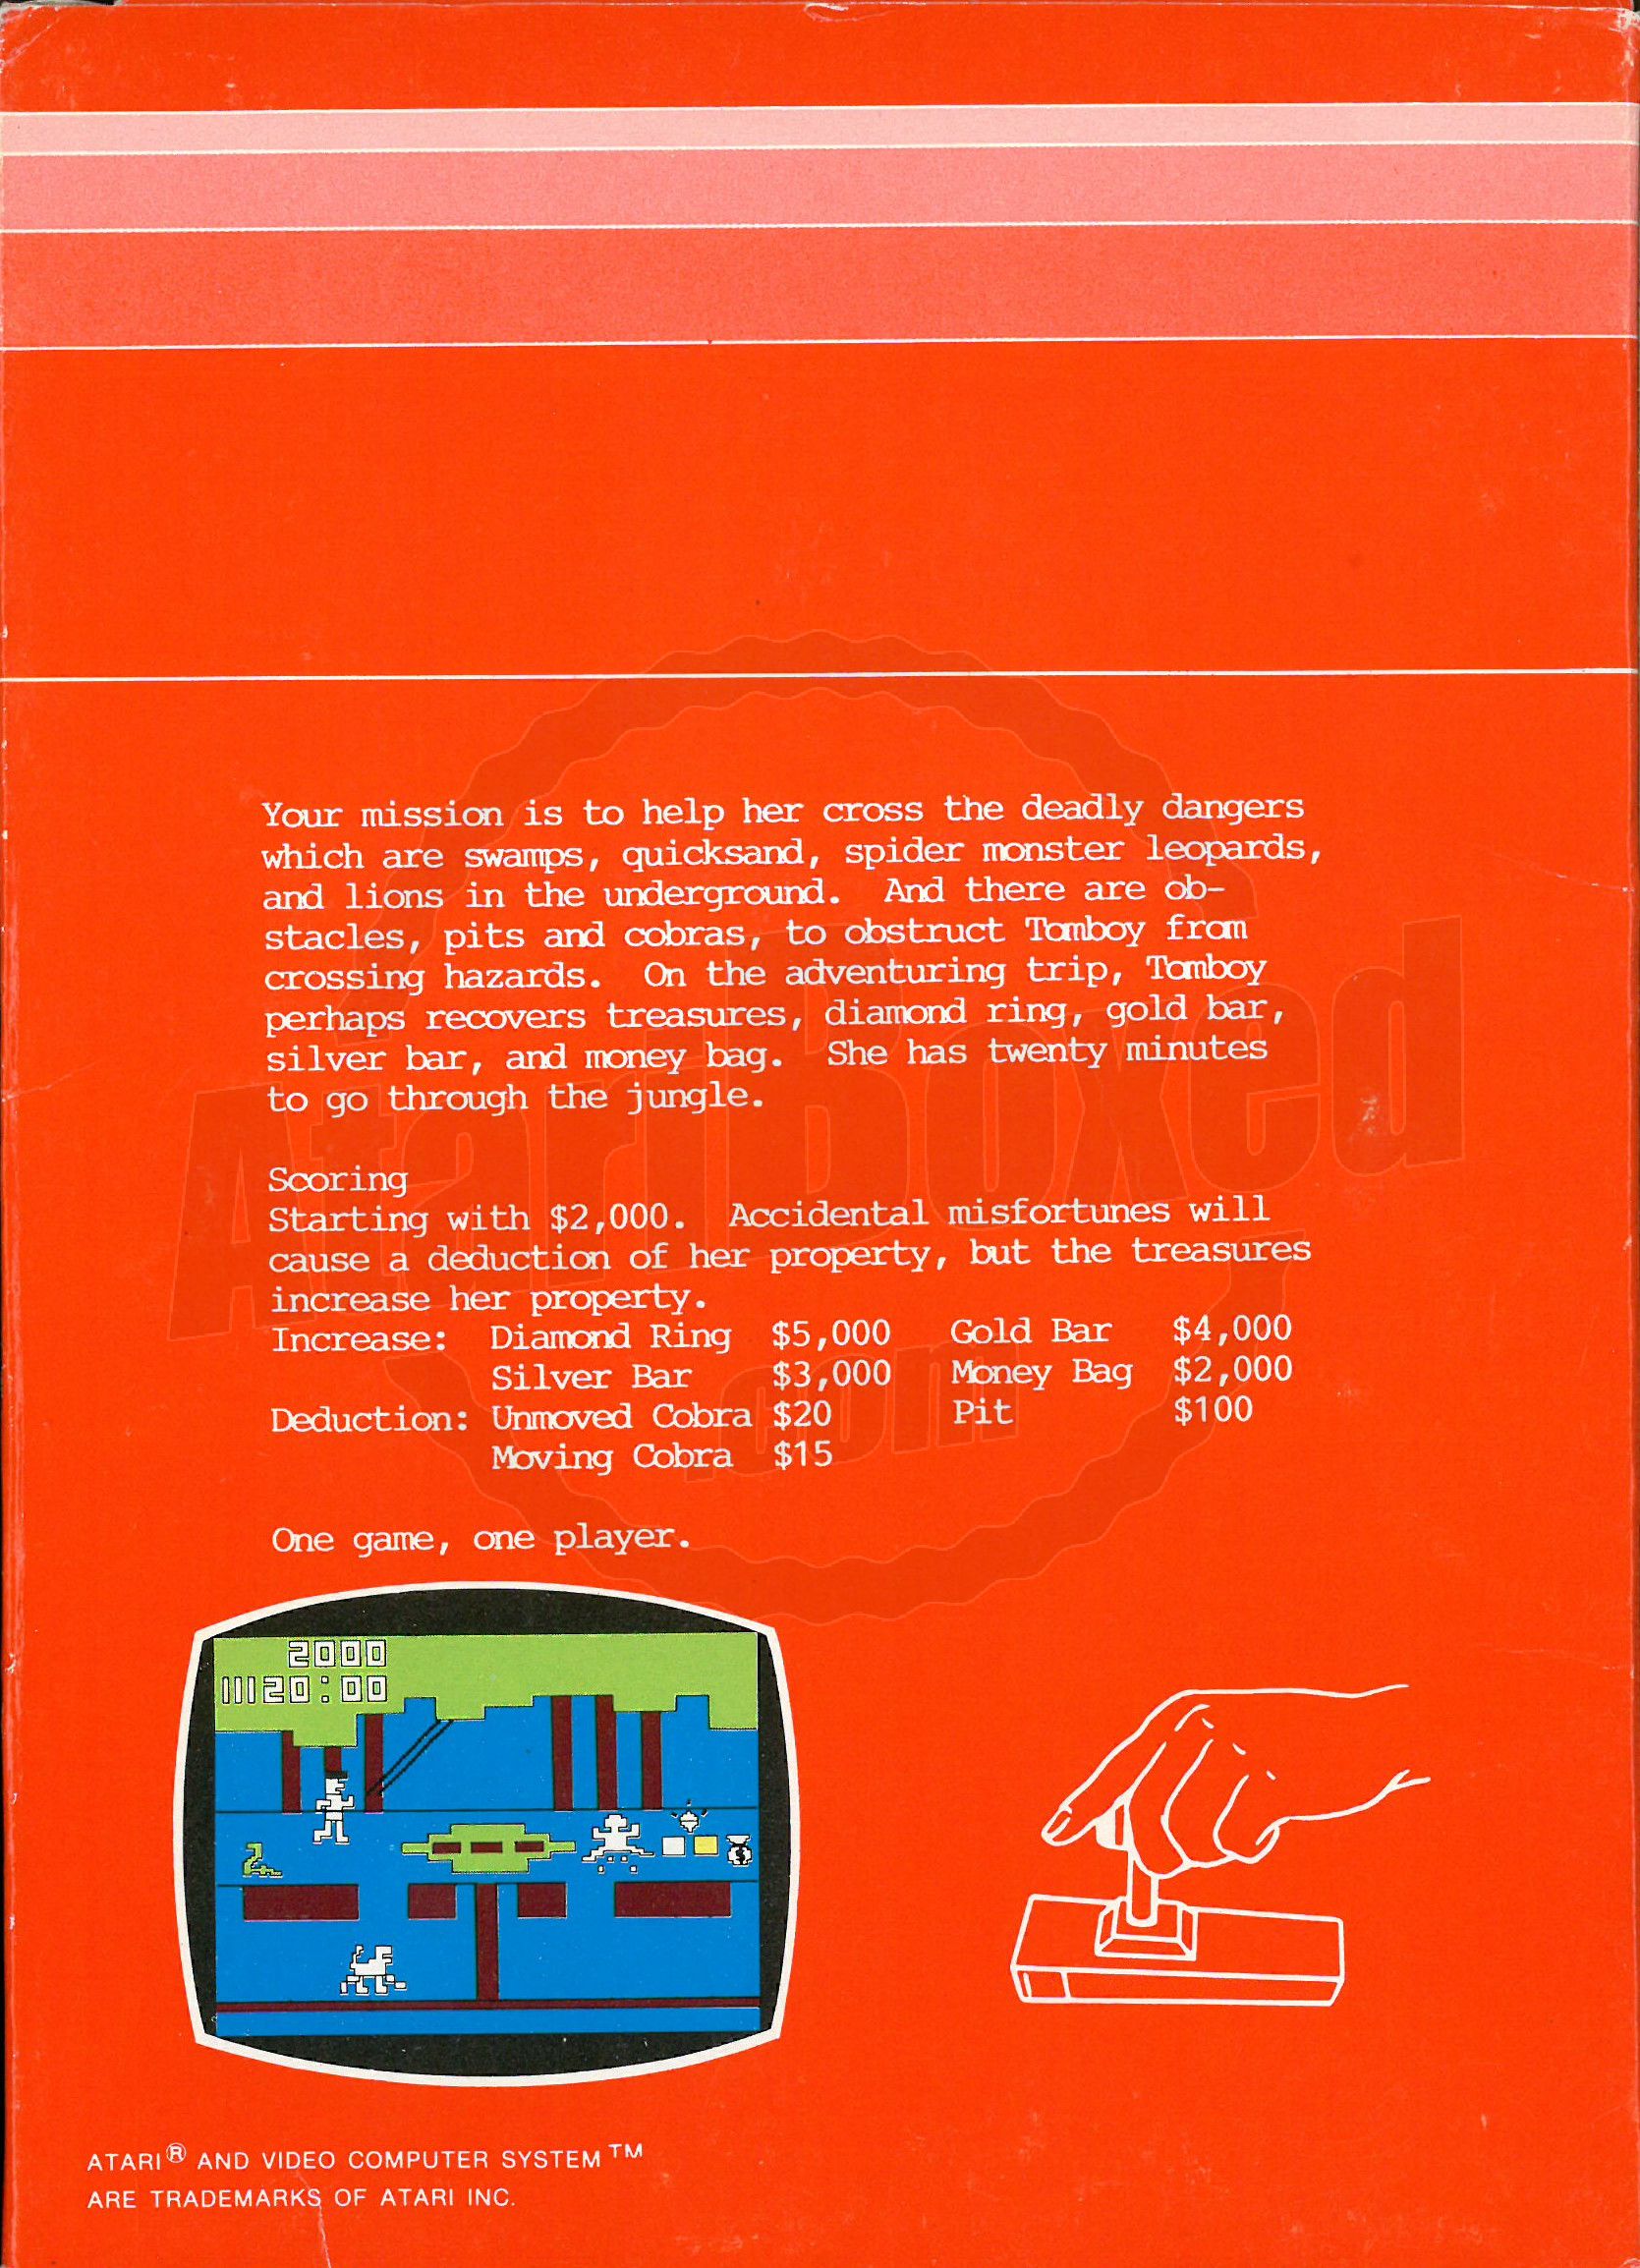 Your mission is to help her cross the deadly dangers
which are swamps, quicksand, spider monster leopards,
and lions in the underground.  And there are ob-
stacles, pits and cobras, to obstruct Tomboy from
crossing hazards.  On the adventuring trip, Tomboy
perhaps recovers treasures, diamond ring, gold bar,
silver bar, and money bag.  She has twenty minutes
to go through the jungle.
Scoring
Starting with $2,000.  Accidental misfortunes will
cause a deduction of her property, but the treasures
increase her property.
Increase: Diamond Ring $5,000 Gold Bar $4,000
Silver Bar $3,000 Money Bag $2,000
Deduction: Unmoved Cobra $20 Pit $100
Moving Cobra $15
One game, one player.
2000
|||20:00
ATARI® AND VIDEO COMPUTER SYSTEM™
ARE TRADEMARKS OF ATARI INC.
AtariBoxed
.com